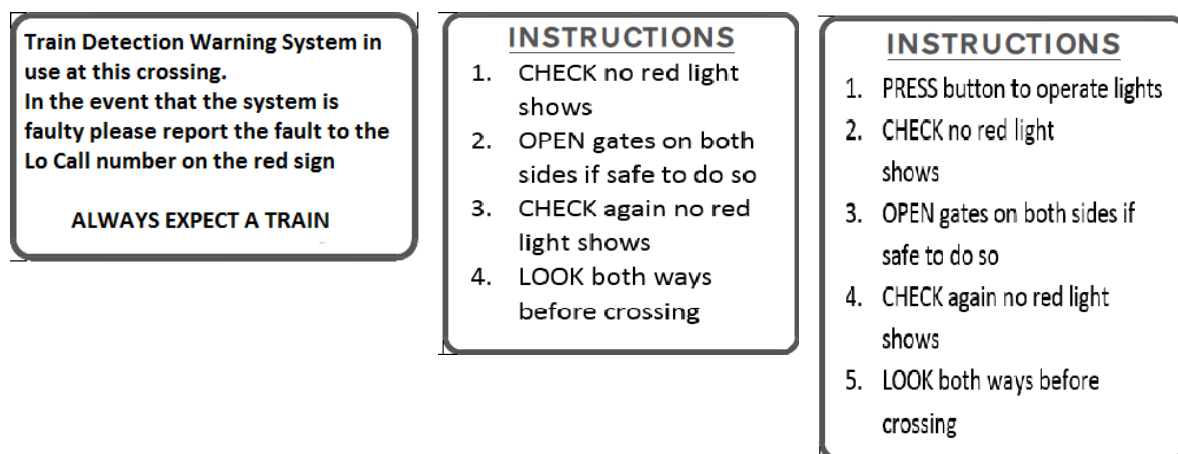 Train Detection Warning System in
use at this crossing.
In the event that the system is
faulty please report the fault to the
Lo Call number on the red sign
ALWAYS EXPECT A TRAIN
INSTRUCTIONS
1. CHECK no red light
shows
2. OPEN gates on both
sides if safe to do so
3. CHECK again no red
light shows
4. LOOK both ways
before crossing
INSTRUCTIONS
1. PRESS button to operate lights
2. CHECK no red light
shows
3. OPEN gates on both sides if
safe to do so
4. CHECK again no red light
shows
5. LOOK both ways before
crossing